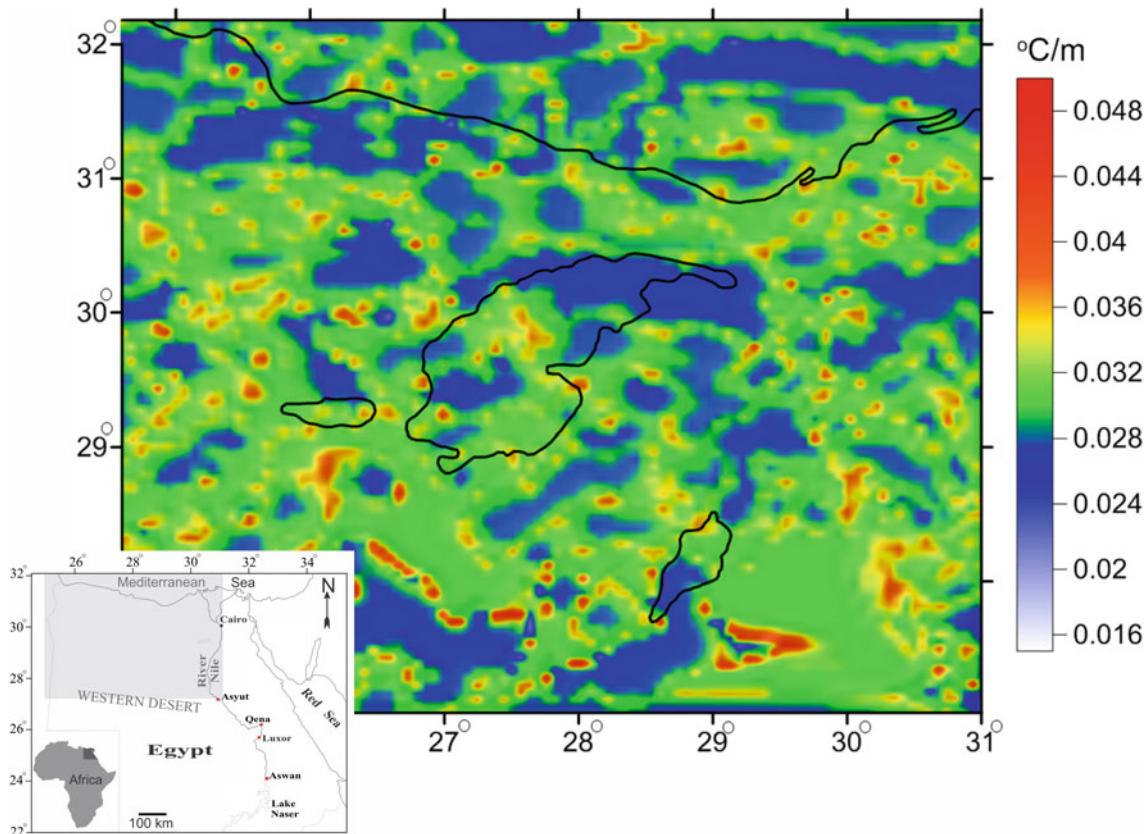 °C/m
32°
31°
30°
29°
27° 28° 29° 30° 31°
0.048
0.044
0.04
0.036
0.032
0.028
0.024
0.02
0.016
26° 28° 30° 32° 34°
32°
30°
28°
26°
24°
22°
Mediterranean Sea
N
Cairo
River Nile
WESTERN DESERT
Asyut
Red Sea
Qena
Luxor
Egypt
Aswan
Africa
Lake Naser
100 km